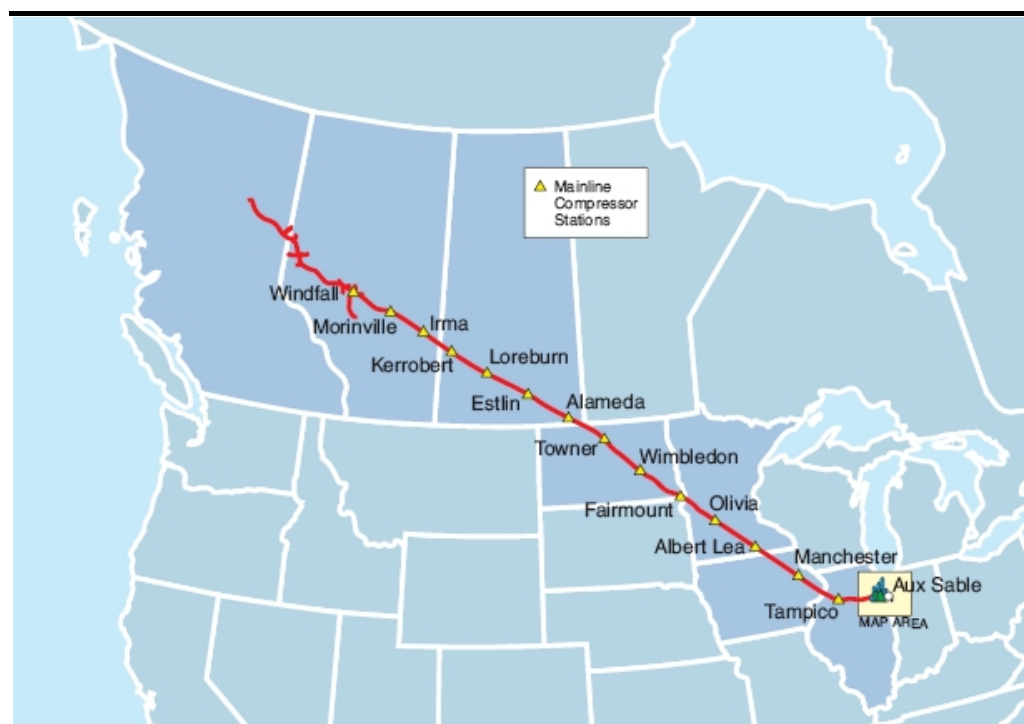 Mainline
Compressor
Stations
Windfall
Morinville
Irma
Kerrobert
Loreburn
Estlin
Alameda
Towner
Wimbledon
Fairmount
Olivia
Albert Lea
Manchester
Tampico
Aux Sable
MAP AREA